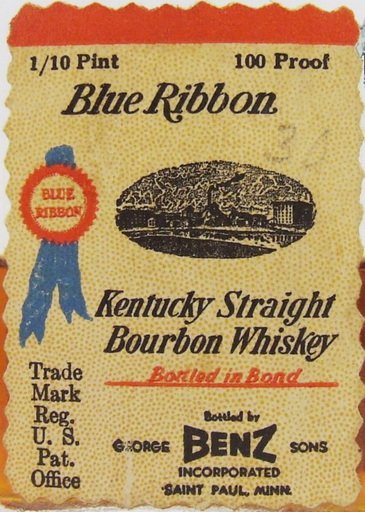 1/10 Pint 100 Proof
Blue Ribbon
BLUE
RIBBON
Kentucky Straight
Bourbon Whiskey
Bottled in Bond
Trade
Mark
Reg.
U. S.
Pat.
Office
Bottled by
GEORGE BENZ SONS
INCORPORATED
SAINT PAUL, MINN.